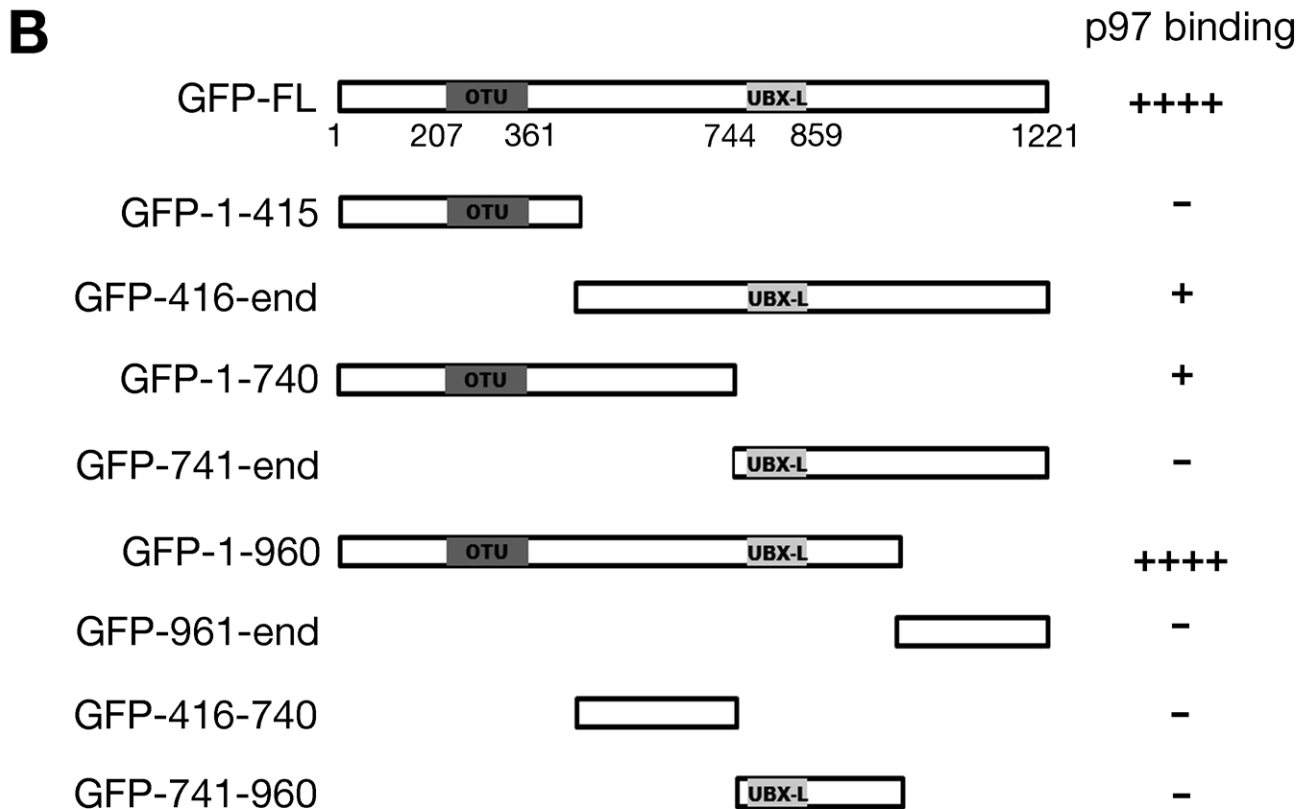 B
p97 binding
GFP-FL OTU UBX-L ++++
1 207 361 744 859 1221
GFP-1-415 OTU −
GFP-416-end UBX-L +
GFP-1-740 OTU +
GFP-741-end UBX-L −
GFP-1-960 OTU UBX-L ++++
GFP-961-end −
GFP-416-740 −
GFP-741-960 UBX-L −